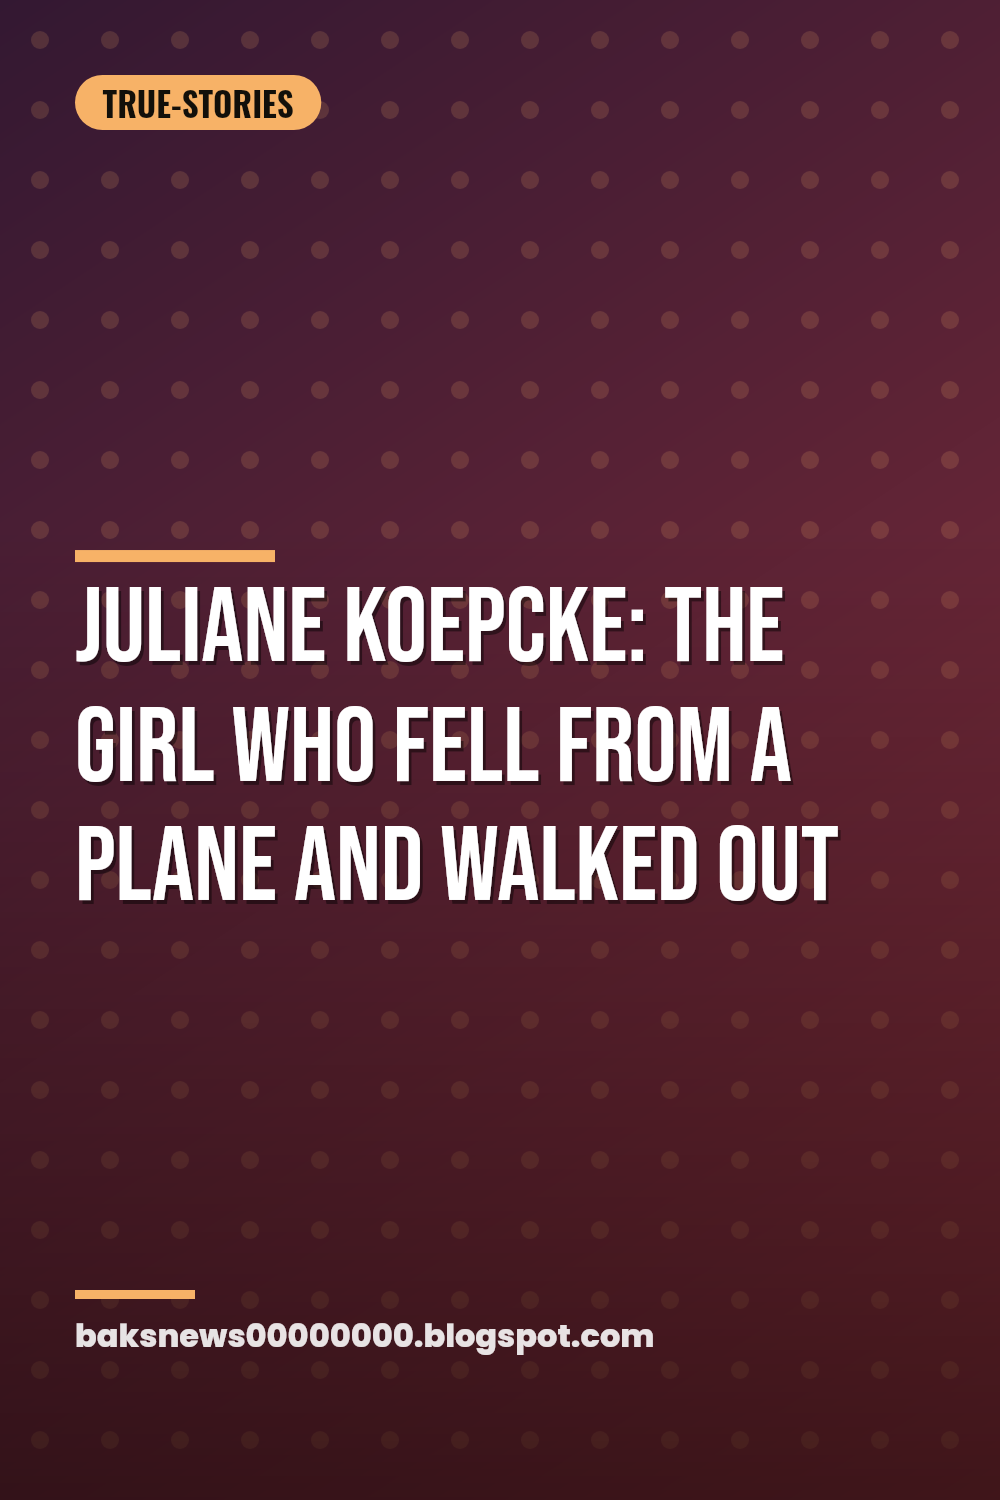 TRUE-STORIES
JULIANE KOEPCKE: THE
GIRL WHO FELL FROM A
PLANE AND WALKED OUT
baksnews00000000.blogspot.com